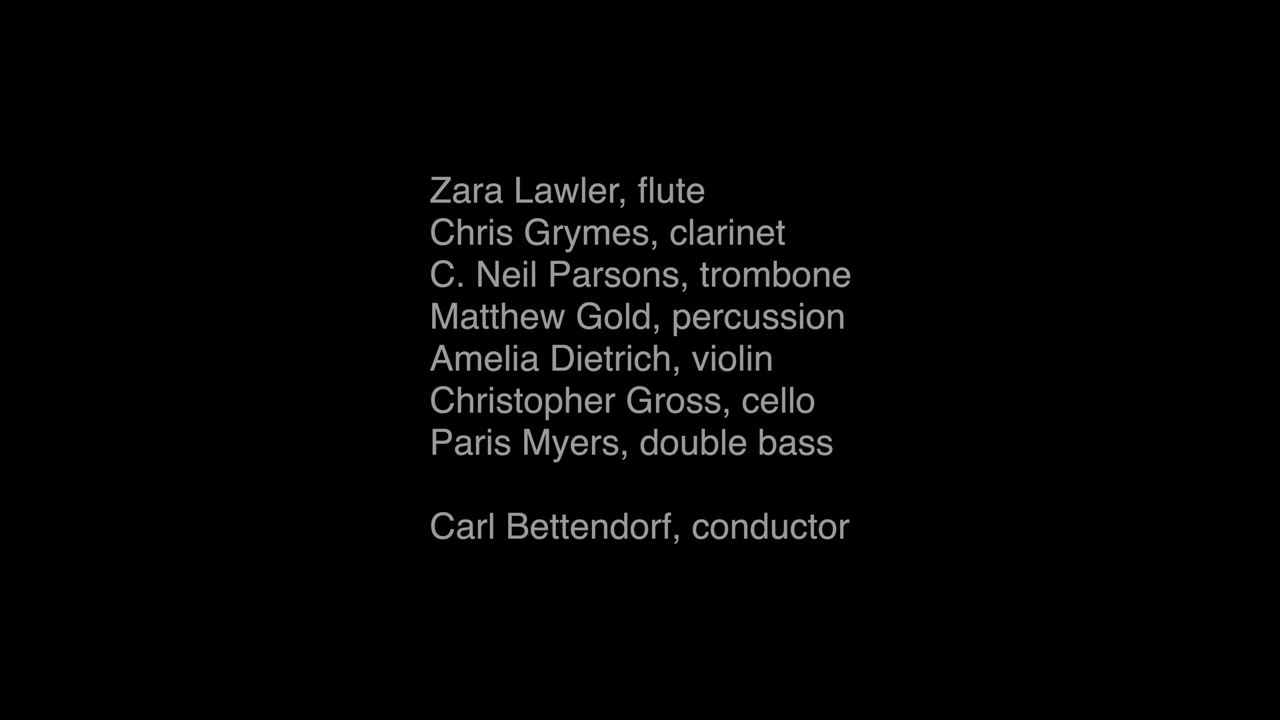 Zara Lawler, flute
Chris Grymes, clarinet
C. Neil Parsons, trombone
Matthew Gold, percussion
Amelia Dietrich, violin
Christopher Gross, cello
Paris Myers, double bass
Carl Bettendorf, conductor